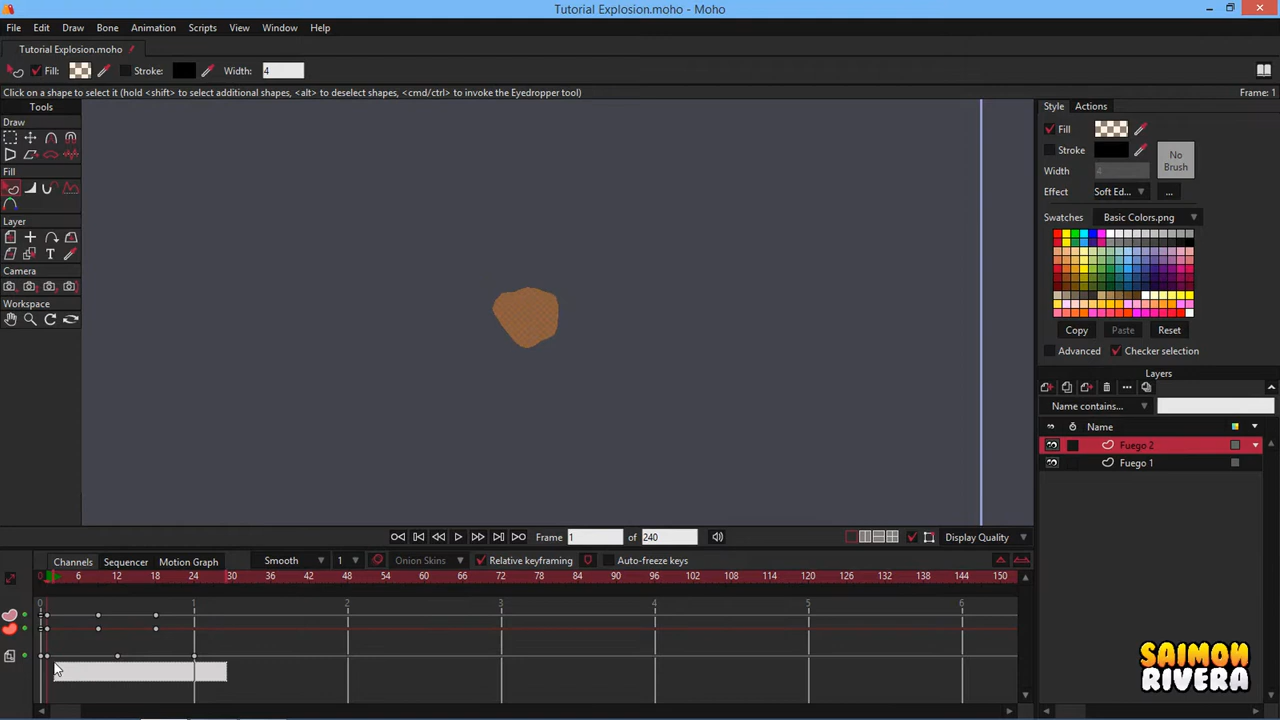 Tutorial Explosion.moho - Moho
File Edit Draw Bone Animation Scripts View Window Help
Tutorial Explosion.moho
Fill: Stroke: Width: 4
Click on a shape to select it (hold <shift> to select additional shapes, <alt> to deselect shapes, <cmd/ctrl> to invoke the Eyedropper tool) Frame: 1
Tools
Draw
Fill
Layer
Camera
Workspace
Style Actions
Fill
Stroke
No Brush
Width 4
Effect Soft Ed... ...
Swatches Basic Colors.png
Copy Paste Reset
Advanced Checker selection
Layers
Name contains...
Name
Fuego 2
Fuego 1
Frame 1 of 240 Display Quality
Channels Sequencer Motion Graph Smooth 1 Onion Skins Relative keyframing Auto-freeze keys
0 6 12 18 24 30 36 42 48 54 60 66 72 78 84 90 96 102 108 114 120 126 132 138 144 150
0 1 2 3 4 5 6
SAIMON
RIVERA